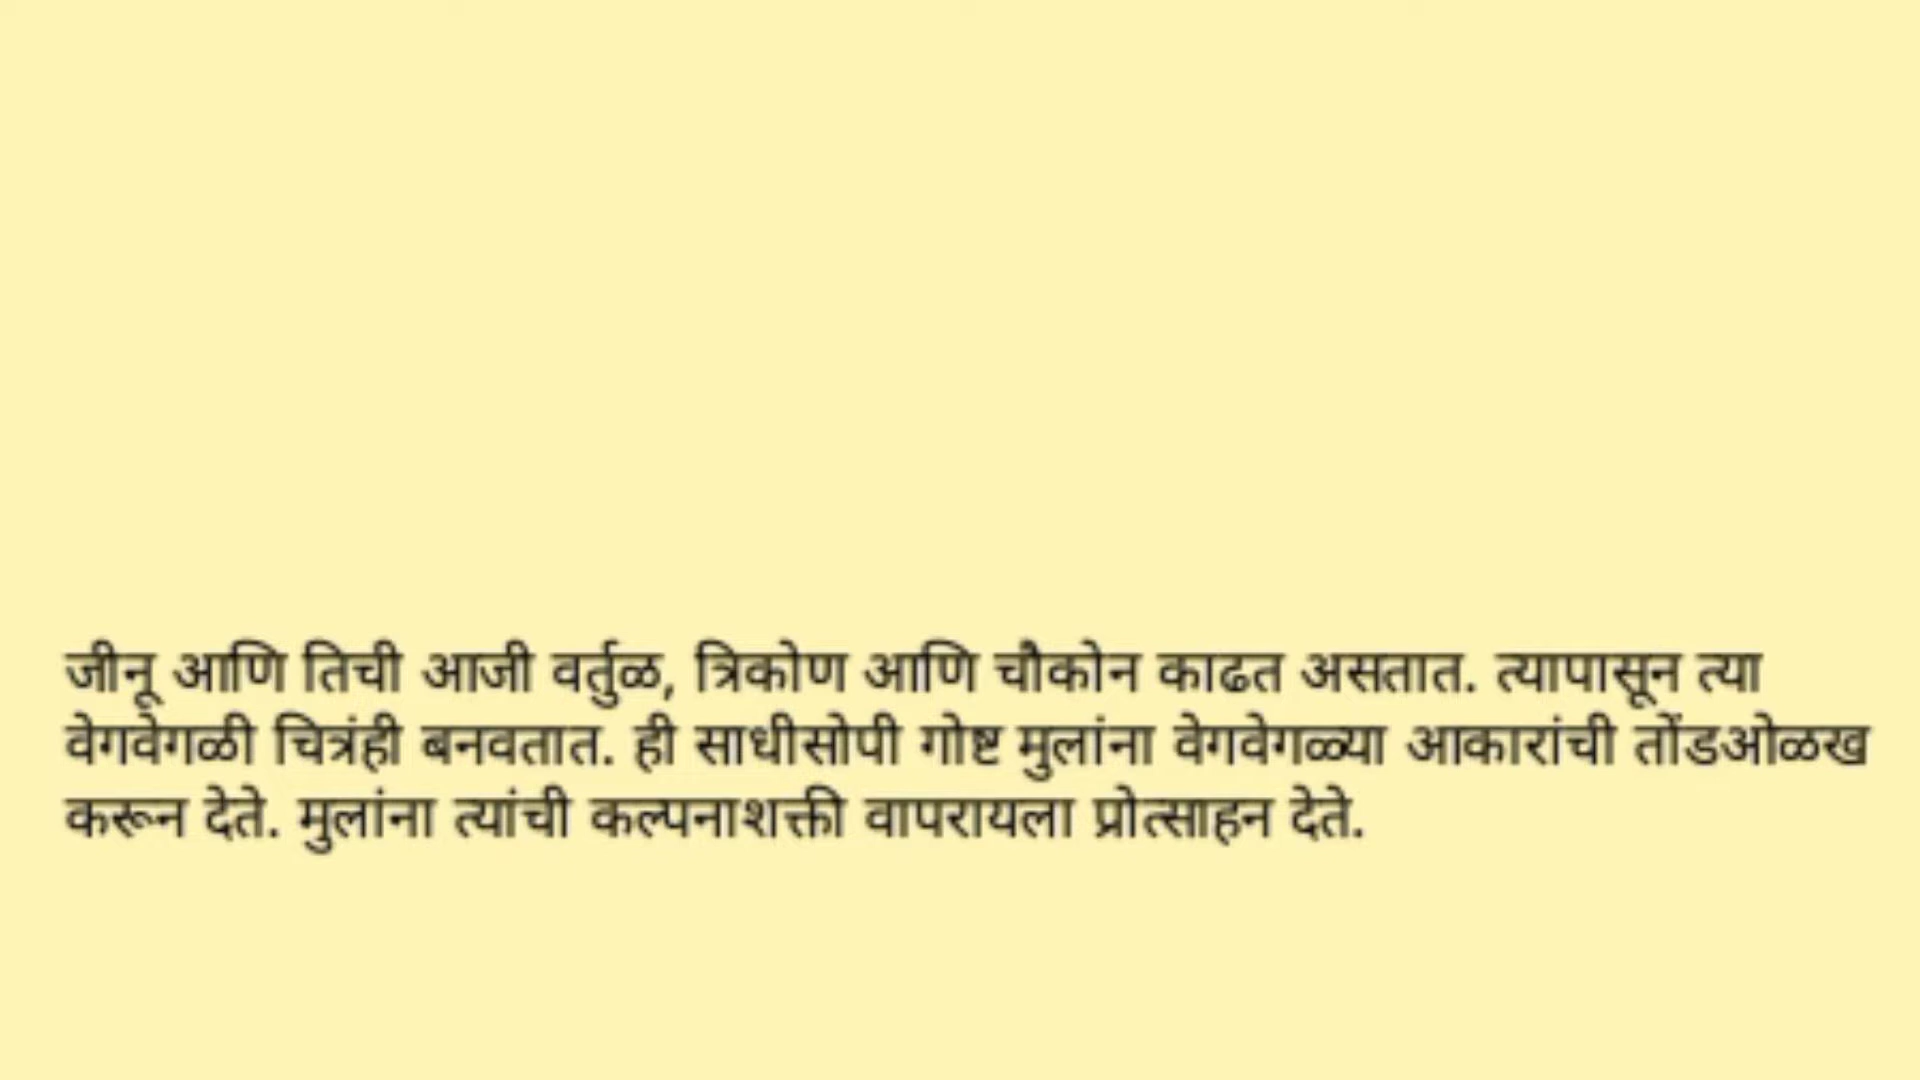 जीनू आणि तिची आजी वर्तुळ, त्रिकोण आणि चौकोन काढत असतात. त्यापासून त्या
वेगवेगळी चित्रंही बनवतात. ही साधीसोपी गोष्ट मुलांना वेगवेगळ्या आकारांची तोंडओळख
करून देते. मुलांना त्यांची कल्पनाशक्ती वापरायला प्रोत्साहन देते.